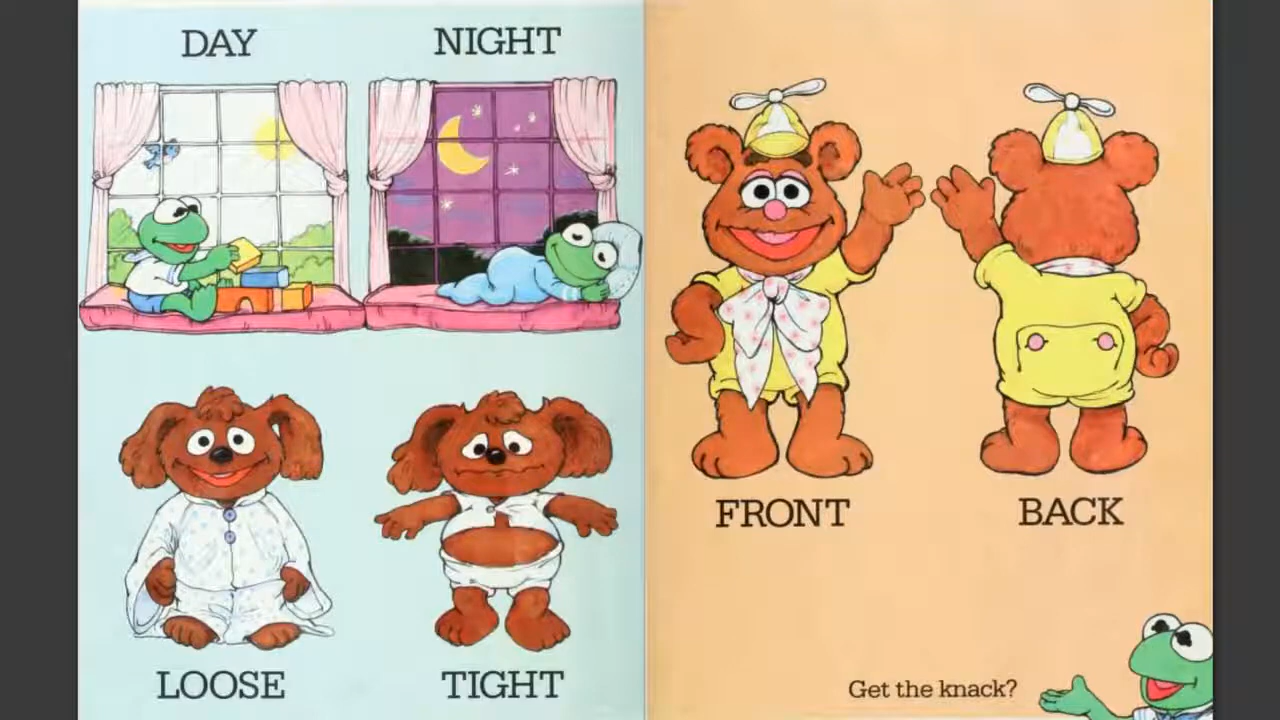 DAY
NIGHT
LOOSE
TIGHT
FRONT
BACK
Get the knack?